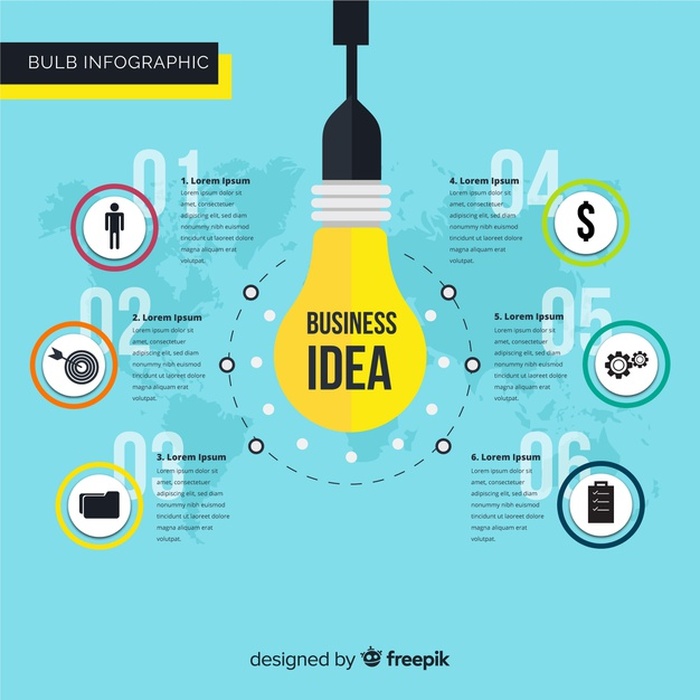 BULB INFOGRAPHIC
01
1. Lorem Ipsum
Lorem ipsum dolor sit
amet, consectetuer
adipiscing elit, sed diam
nonummy nibh euismod
tincidunt ut laoreet dolore
magna aliquam erat
volutpat.
02
2. Lorem Ipsum
Lorem ipsum dolor sit
amet, consectetuer
adipiscing elit, sed diam
nonummy nibh euismod
tincidunt ut laoreet dolore
magna aliquam erat
volutpat.
03
3. Lorem Ipsum
Lorem ipsum dolor sit
amet, consectetuer
adipiscing elit, sed diam
nonummy nibh euismod
tincidunt ut laoreet dolore
magna aliquam erat
volutpat.
BUSINESS
IDEA
04
4. Lorem Ipsum
Lorem ipsum dolor sit
amet, consectetuer
adipiscing elit, sed diam
nonummy nibh euismod
tincidunt ut laoreet dolore
magna aliquam erat
volutpat.
$
05
5. Lorem Ipsum
Lorem ipsum dolor sit
amet, consectetuer
adipiscing elit, sed diam
nonummy nibh euismod
tincidunt ut laoreet dolore
magna aliquam erat
volutpat.
06
6. Lorem Ipsum
Lorem ipsum dolor sit
amet, consectetuer
adipiscing elit, sed diam
nonummy nibh euismod
tincidunt ut laoreet dolore
magna aliquam erat
volutpat.
designed by freepik